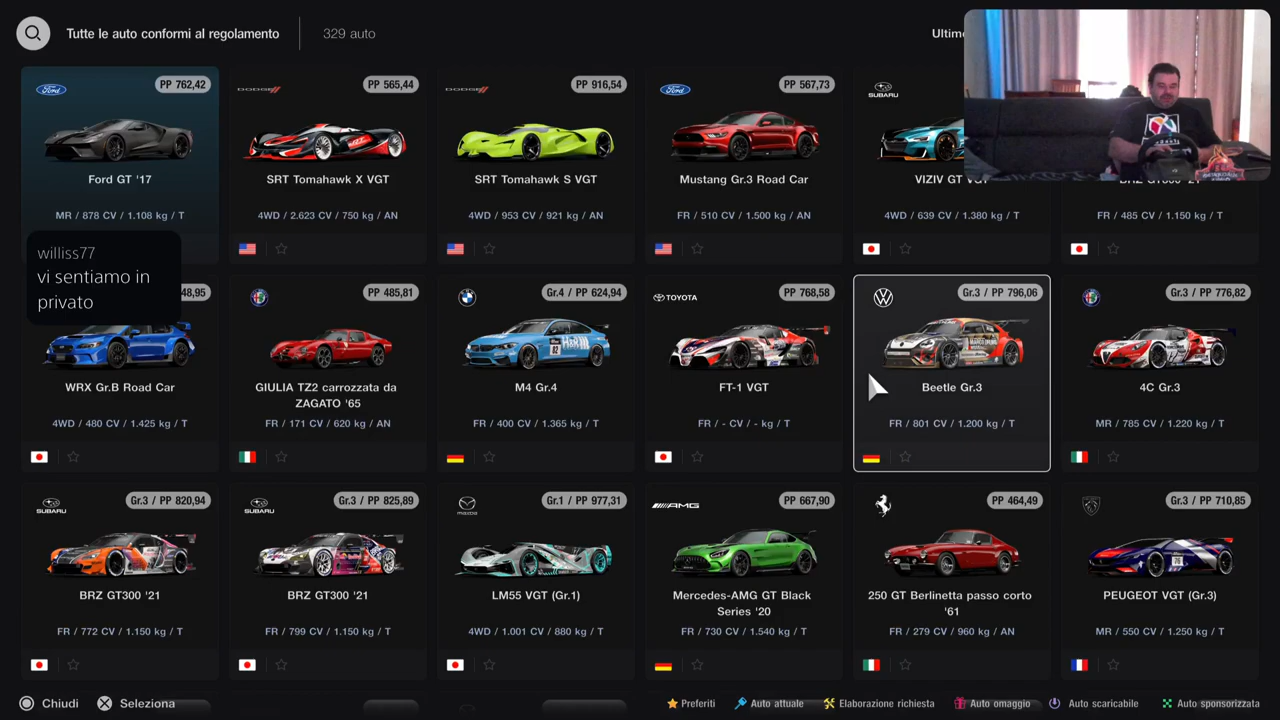 Tutte le auto conformi al regolamento
329 auto
Ford
PP 762,42
DODGE
PP 565,44
DODGE
PP 916,54
Ford
PP 567,73
SUBARU
Ford GT '17
SRT Tomahawk X VGT
SRT Tomahawk S VGT
Mustang Gr.3 Road Car
VIZIV GT VGT
MR / 878 CV / 1.108 kg / T
4WD / 2.623 CV / 750 kg / AN
4WD / 953 CV / 921 kg / AN
FR / 510 CV / 1.500 kg / AN
4WD / 639 CV / 1.380 kg / T
FR / 485 CV / 1.150 kg / T
williss77
vi sentiamo in
privato
48,95
PP 485,81
Gr.4 / PP 624,94
TOYOTA
PP 768,58
Gr.3 / PP 796,06
Gr.3 / PP 776,82
WRX Gr.B Road Car
GIULIA TZ2 carrozzata da
ZAGATO '65
M4 Gr.4
FT-1 VGT
Beetle Gr.3
4C Gr.3
4WD / 480 CV / 1.425 kg / T
FR / 171 CV / 620 kg / AN
FR / 400 CV / 1.365 kg / T
FR / - CV / - kg / T
FR / 801 CV / 1.200 kg / T
MR / 785 CV / 1.220 kg / T
SUBARU
Gr.3 / PP 820,94
SUBARU
Gr.3 / PP 825,89
mazda
Gr.1 / PP 977,31
AMG
PP 667,90
PP 464,49
Gr.3 / PP 710,85
BRZ GT300 '21
BRZ GT300 '21
LM55 VGT (Gr.1)
Mercedes-AMG GT Black
Series '20
250 GT Berlinetta passo corto
'61
PEUGEOT VGT (Gr.3)
FR / 772 CV / 1.150 kg / T
FR / 799 CV / 1.150 kg / T
4WD / 1.001 CV / 880 kg / T
FR / 730 CV / 1.540 kg / T
FR / 279 CV / 960 kg / AN
MR / 550 CV / 1.250 kg / T
Chiudi
Seleziona
Preferiti
Auto attuale
Elaborazione richiesta
Auto omaggio
Auto scaricabile
Auto sponsorizzata